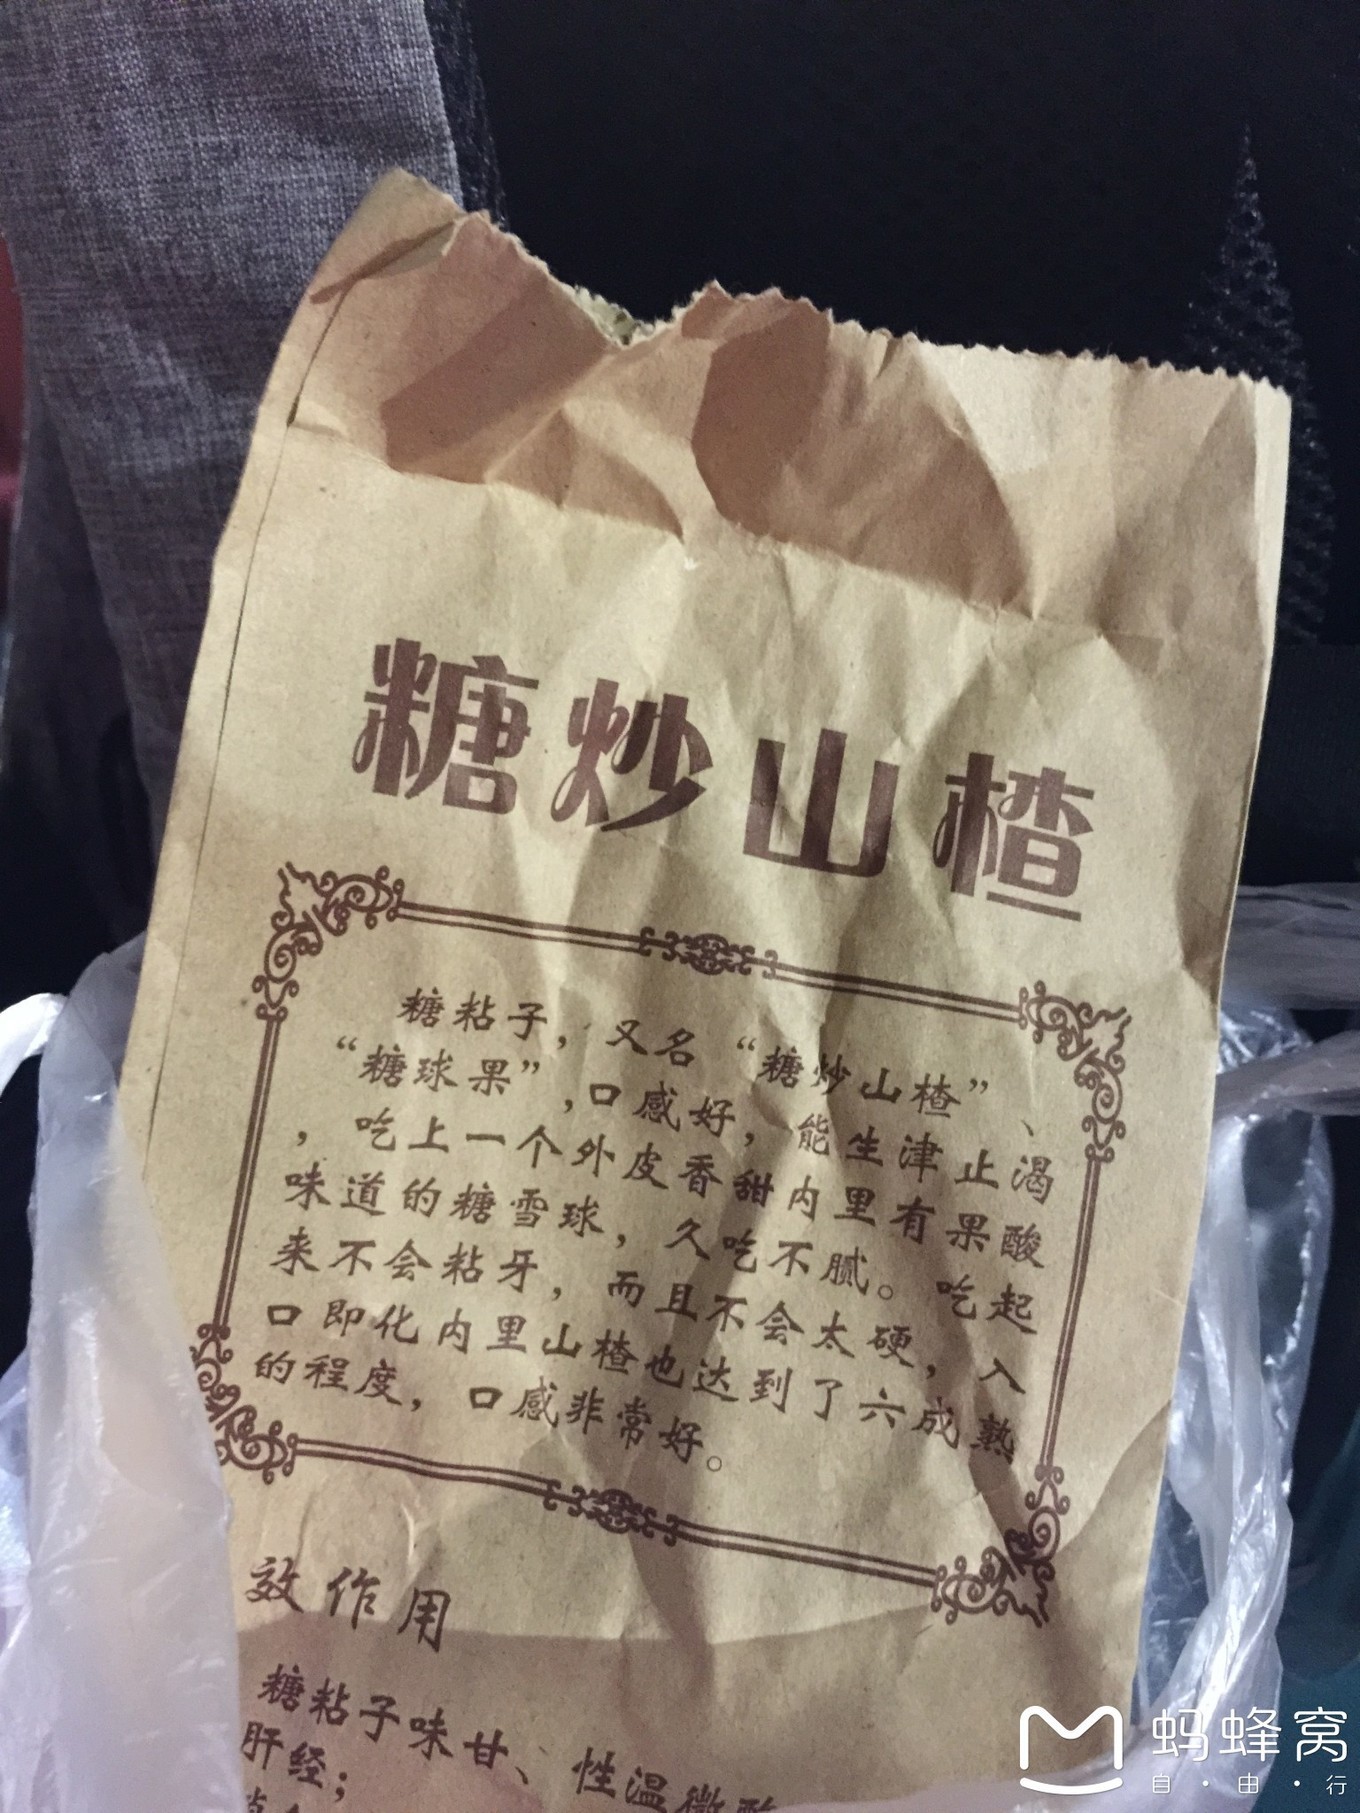 糖炒山楂
糖粘子，又名“糖炒山楂”、
“糖球果”,口感好，能生津止渴
，吃上一个外皮香甜内里有果酸
味道的糖雪球，久吃不腻。吃起
来不会粘牙，而且不会太硬，入
口即化内里山楂也达到了六成熟
的程度，口感非常好。
效作用
糖粘子味甘、性温微酸
肝经；
蚂蜂窝
自·由·行